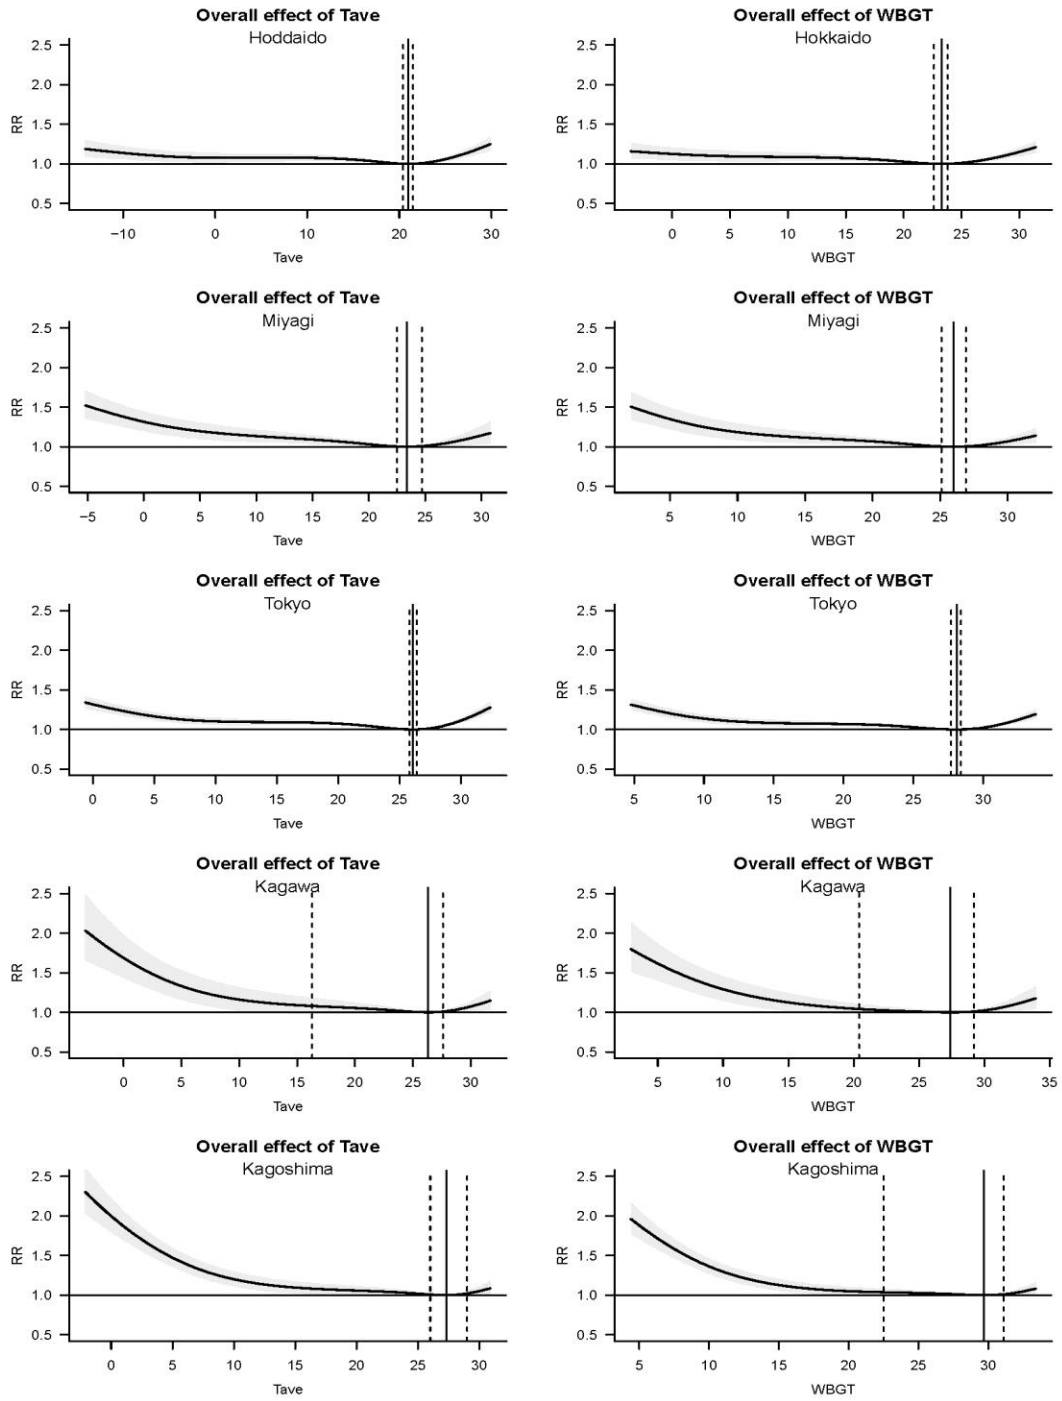 Overall effect of Tave
Hoddaido
2.5
2.0
1.5
1.0
0.5
RR
−10 0 10 20 30
Tave
Overall effect of WBGT
Hokkaido
2.5
2.0
1.5
1.0
0.5
RR
0 5 10 15 20 25 30
WBGT
Overall effect of Tave
Miyagi
2.5
2.0
1.5
1.0
0.5
RR
−5 0 5 10 15 20 25 30
Tave
Overall effect of WBGT
Miyagi
2.5
2.0
1.5
1.0
0.5
RR
5 10 15 20 25 30
WBGT
Overall effect of Tave
Tokyo
2.5
2.0
1.5
1.0
0.5
RR
0 5 10 15 20 25 30
Tave
Overall effect of WBGT
Tokyo
2.5
2.0
1.5
1.0
0.5
RR
5 10 15 20 25 30
WBGT
Overall effect of Tave
Kagawa
2.5
2.0
1.5
1.0
0.5
RR
0 5 10 15 20 25 30
Tave
Overall effect of WBGT
Kagawa
2.5
2.0
1.5
1.0
0.5
RR
5 10 15 20 25 30 35
WBGT
Overall effect of Tave
Kagoshima
2.5
2.0
1.5
1.0
0.5
RR
0 5 10 15 20 25 30
Tave
Overall effect of WBGT
Kagoshima
2.5
2.0
1.5
1.0
0.5
RR
5 10 15 20 25 30
WBGT